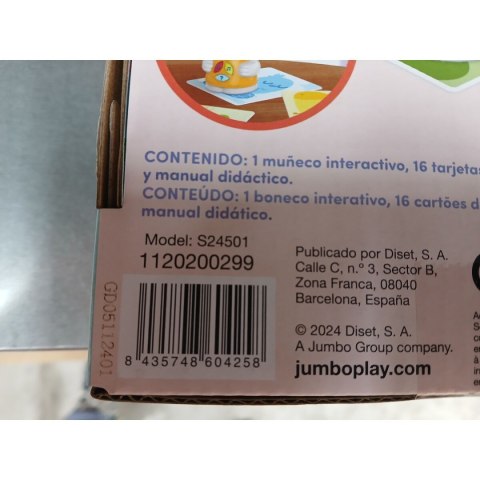 CONTENIDO: 1 muñeco interactivo, 16 tarjetas
y manual didáctico.
CONTEÚDO: 1 boneco interativo, 16 cartões d
manual didático.
Model: S24501
1120200299
8 435748 604258
GD05112401
Publicado por Diset, S. A.
Calle C, n.º 3, Sector B,
Zona Franca, 08040
Barcelona, España
© 2024 Diset, S. A.
A Jumbo Group company.
jumboplay.com